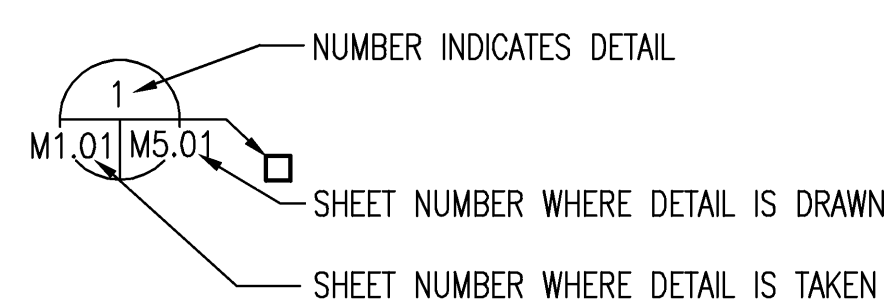 NUMBER INDICATES DETAIL
1
M1.01 M5.01
SHEET NUMBER WHERE DETAIL IS DRAWN
SHEET NUMBER WHERE DETAIL IS TAKEN